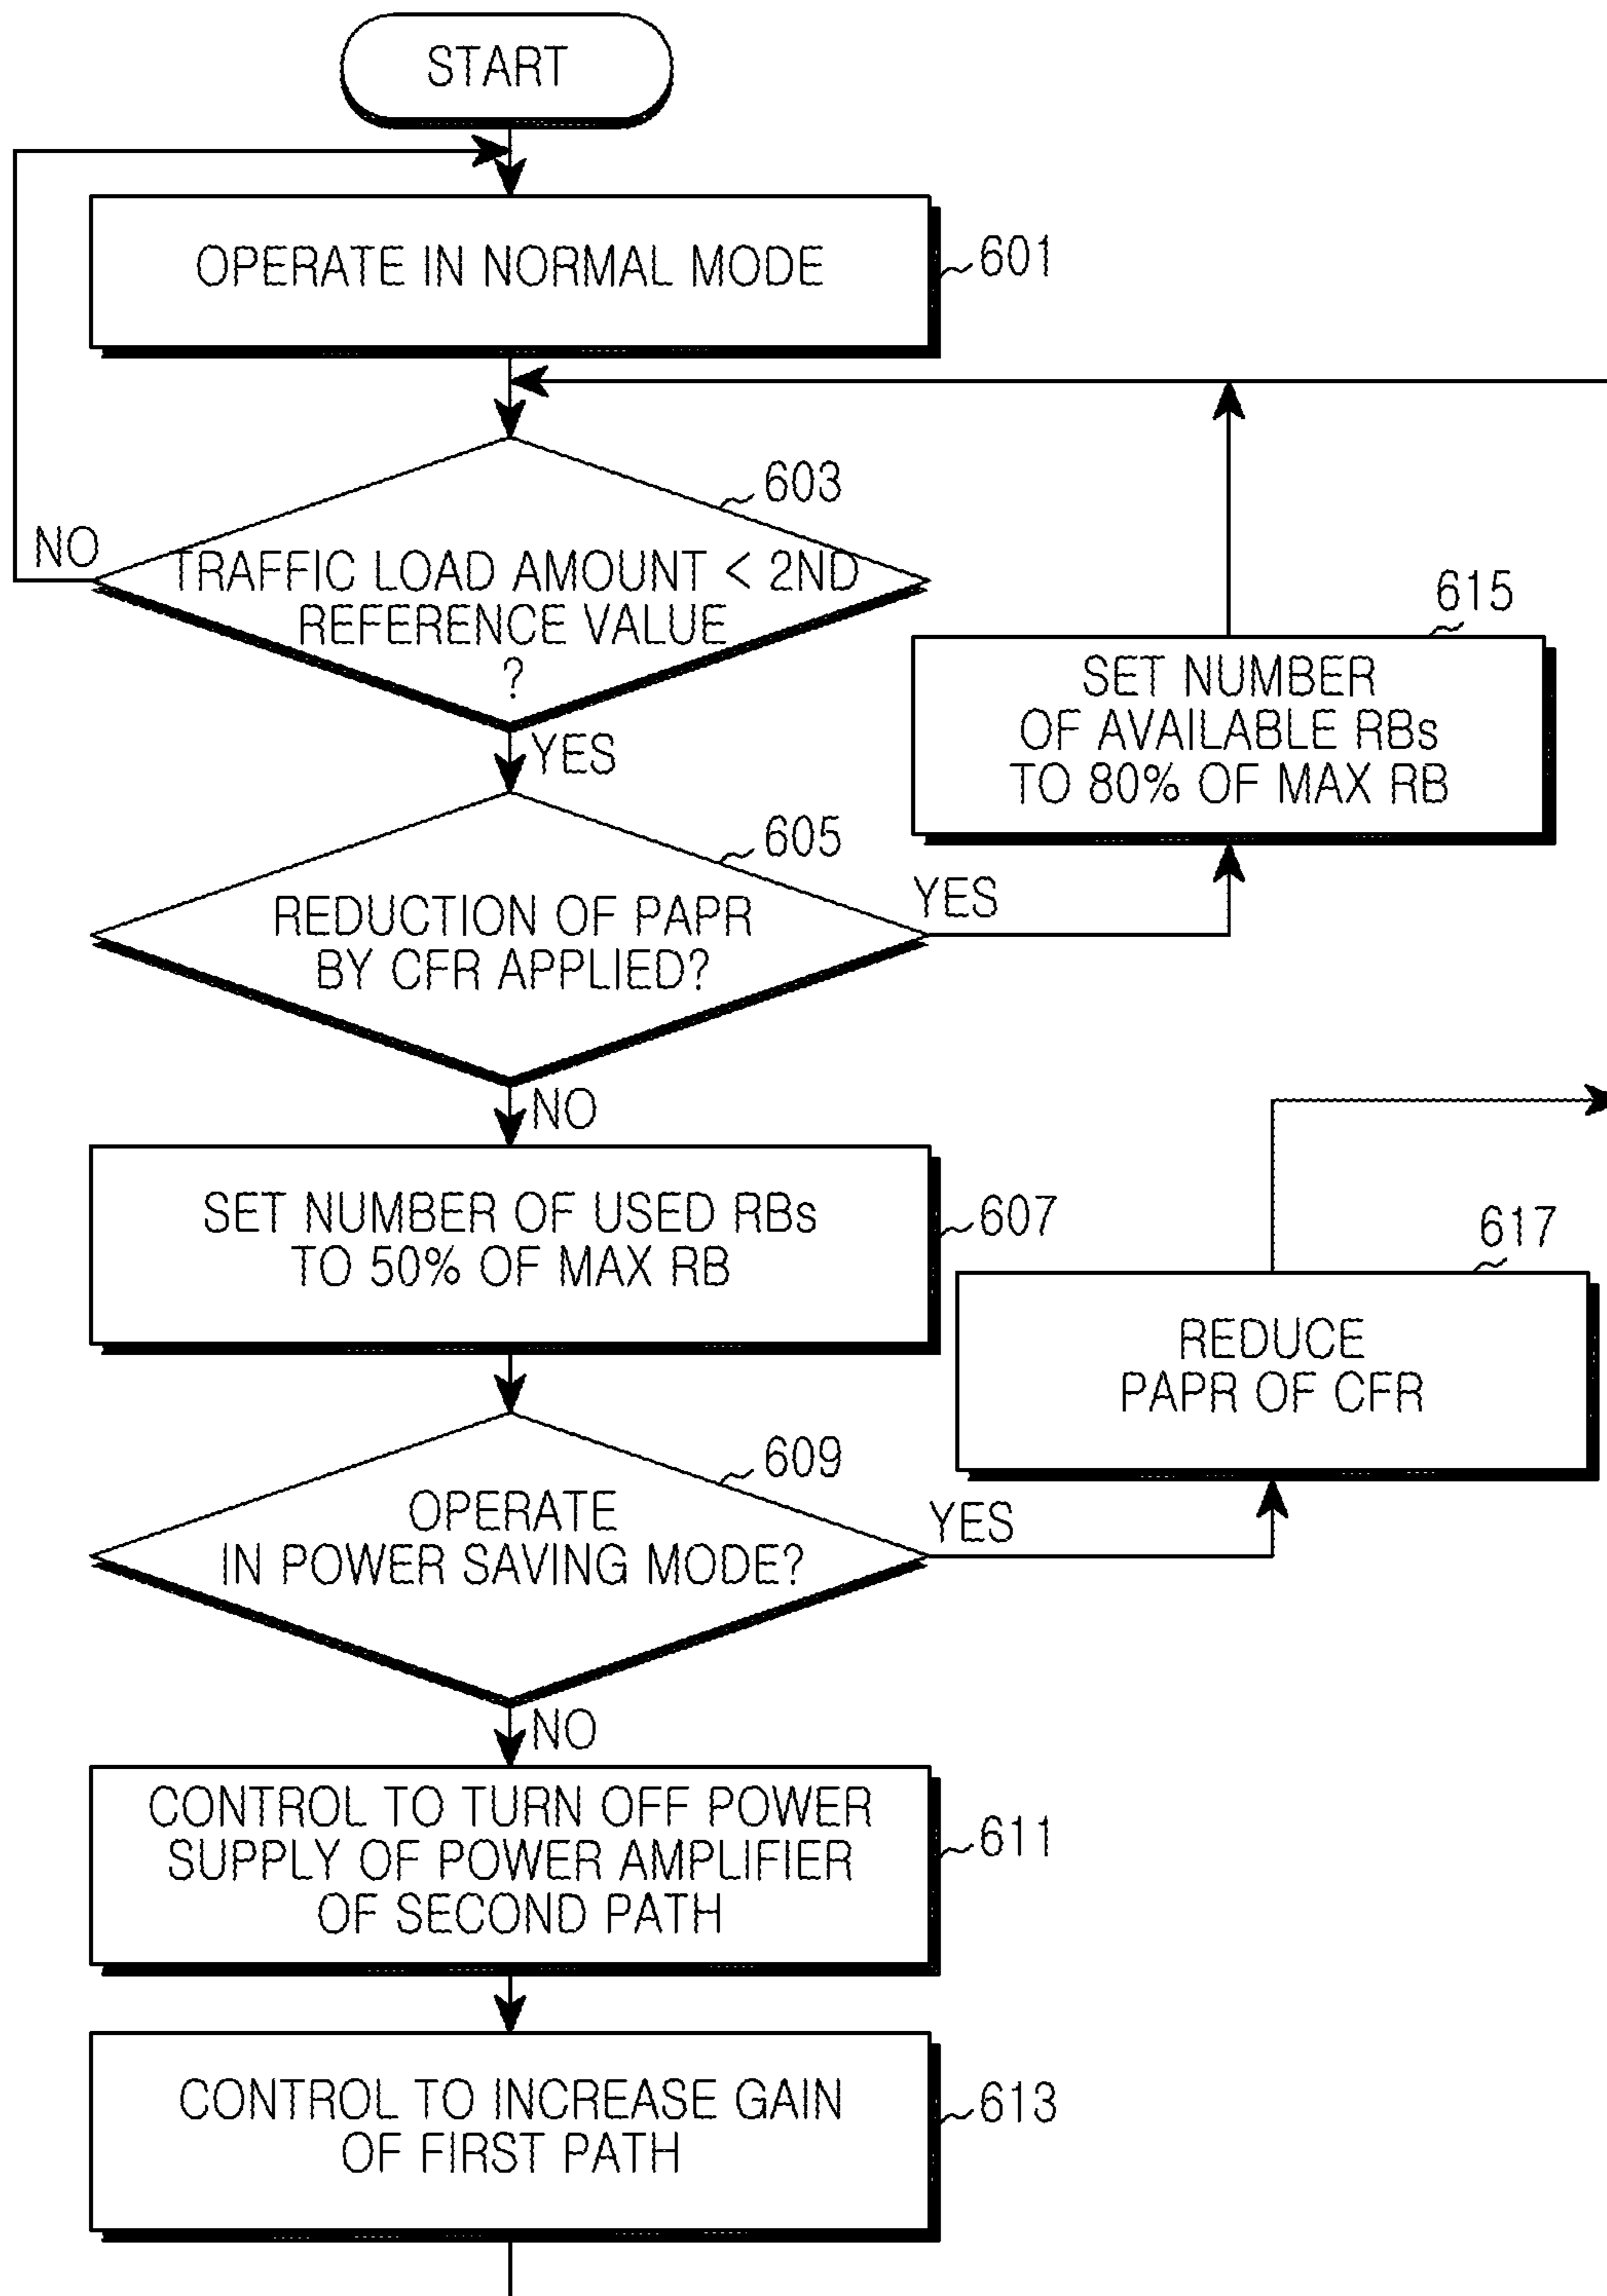 START
OPERATE IN NORMAL MODE
601
603
NO
TRAFFIC LOAD AMOUNT < 2ND
REFERENCE VALUE
?
YES
615
SET NUMBER
OF AVAILABLE RBs
TO 80% OF MAX RB
605
REDUCTION OF PAPR
BY CFR APPLIED?
YES
NO
SET NUMBER OF USED RBs
TO 50% OF MAX RB
607
617
REDUCE
PAPR OF CFR
609
OPERATE
IN POWER SAVING MODE?
YES
NO
CONTROL TO TURN OFF POWER
SUPPLY OF POWER AMPLIFIER
OF SECOND PATH
611
CONTROL TO INCREASE GAIN
OF FIRST PATH
613